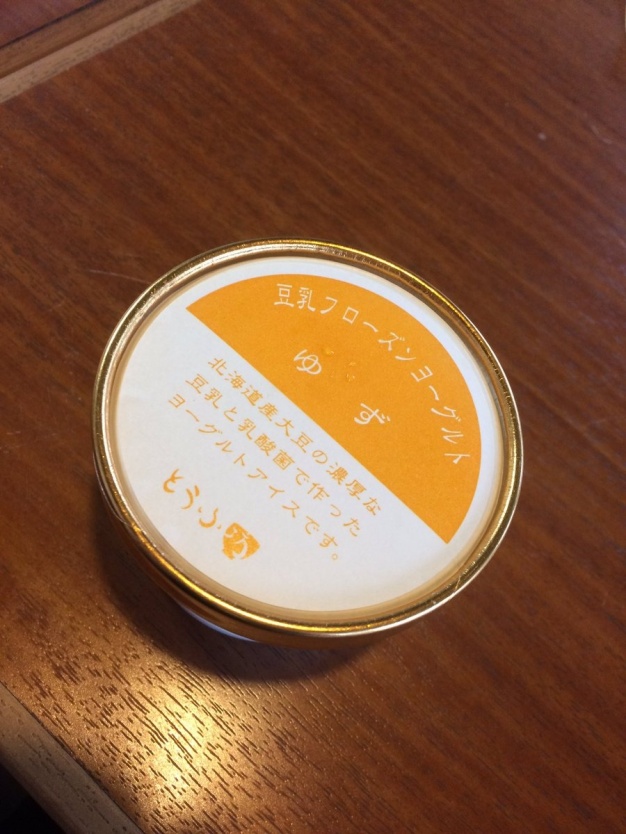 豆乳フローズンヨーグルト
ゆず
北海道産大豆の濃厚な
豆乳と乳酸菌で作った
ヨーグルトアイスです。
とうふ